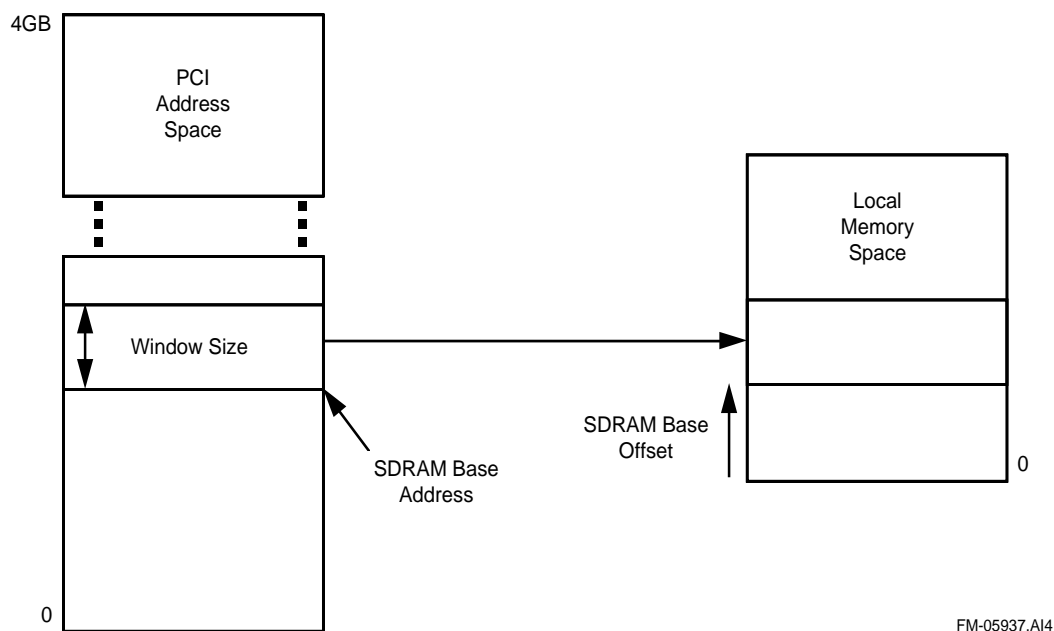 4GB
PCI
Address
Space
Local
Memory
Space
Window Size
SDRAM Base
Offset
SDRAM Base
Address
0
0
FM-05937.AI4